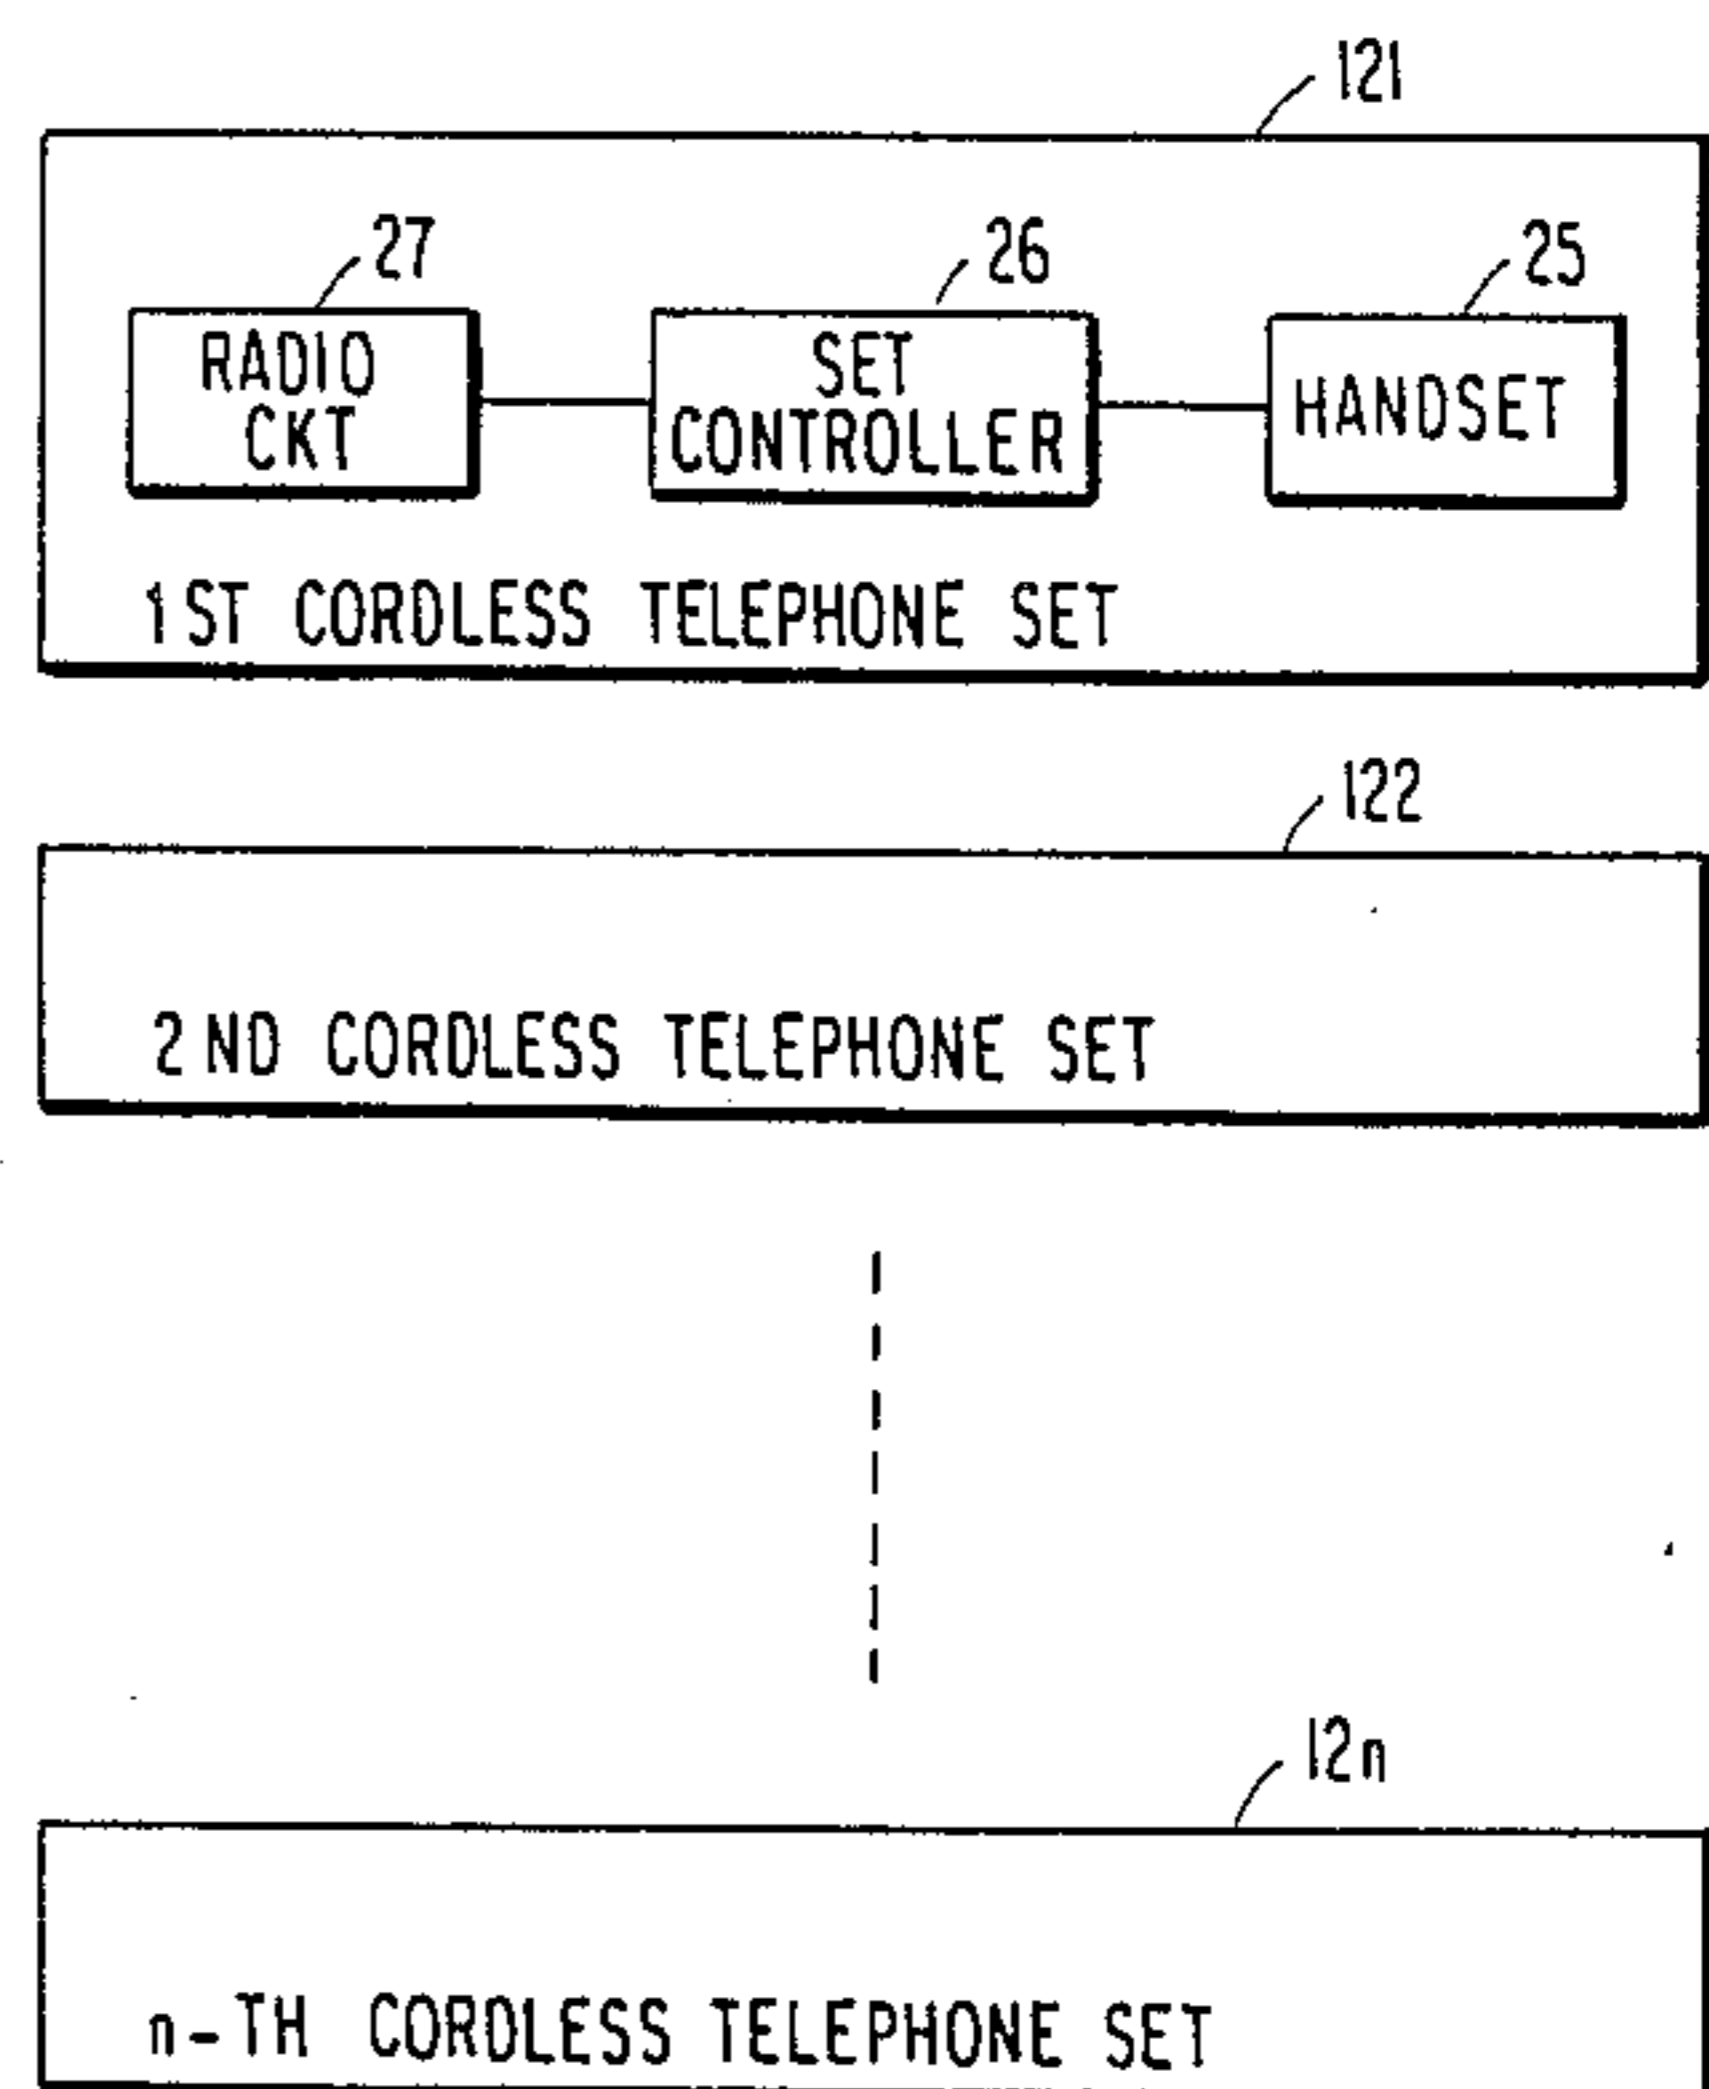 121
27
26
25
RADIO
CKT
SET
CONTROLLER
HANDSET
1ST CORDLESS TELEPHONE SET
122
2ND CORDLESS TELEPHONE SET
12n
n-TH CORDLESS TELEPHONE SET